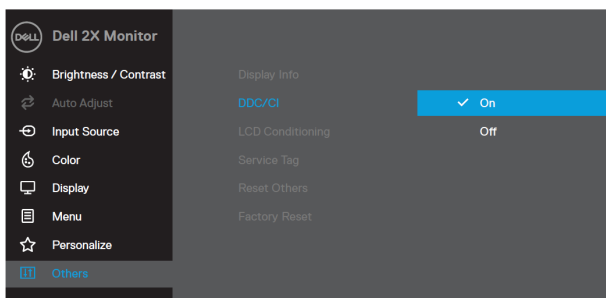 DELL
Dell 2X Monitor
Brightness / Contrast
Auto Adjust
Input Source
Color
Display
Menu
Personalize
Others
Display Info
DDC/CI
LCD Conditioning
Service Tag
Reset Others
Factory Reset
On
Off